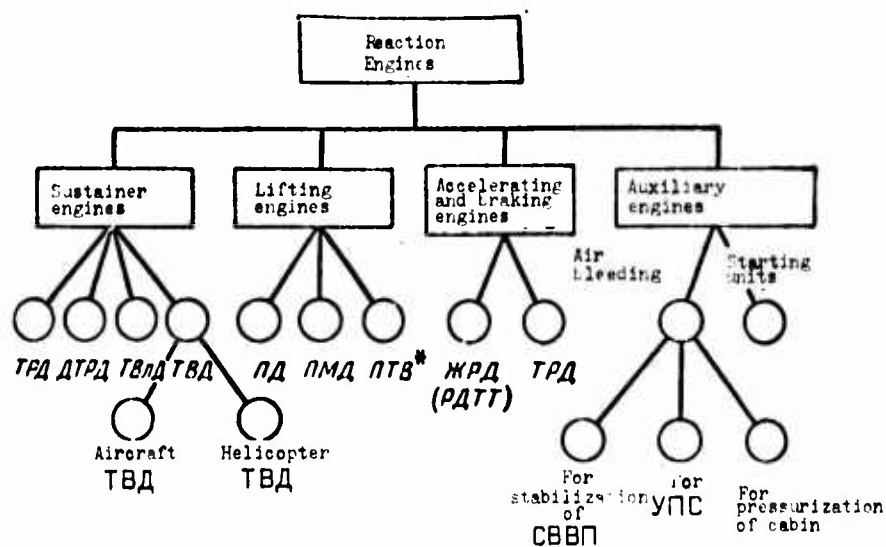 Reaction
Engines
Sustainer
engines
Lifting
engines
Accelerating
and braking
engines
Auxiliary
engines
Air
bleeding
Starting
units
ТРД ДТРД ТВлД ТВД
ПД ПМД ПТВ*
ЖРД
(РДТТ)
ТРД
Aircraft
ТВД
Helicopter
ТВД
For
stabilization
of
СВВП
For
УПС
For
pressurization
of cabin